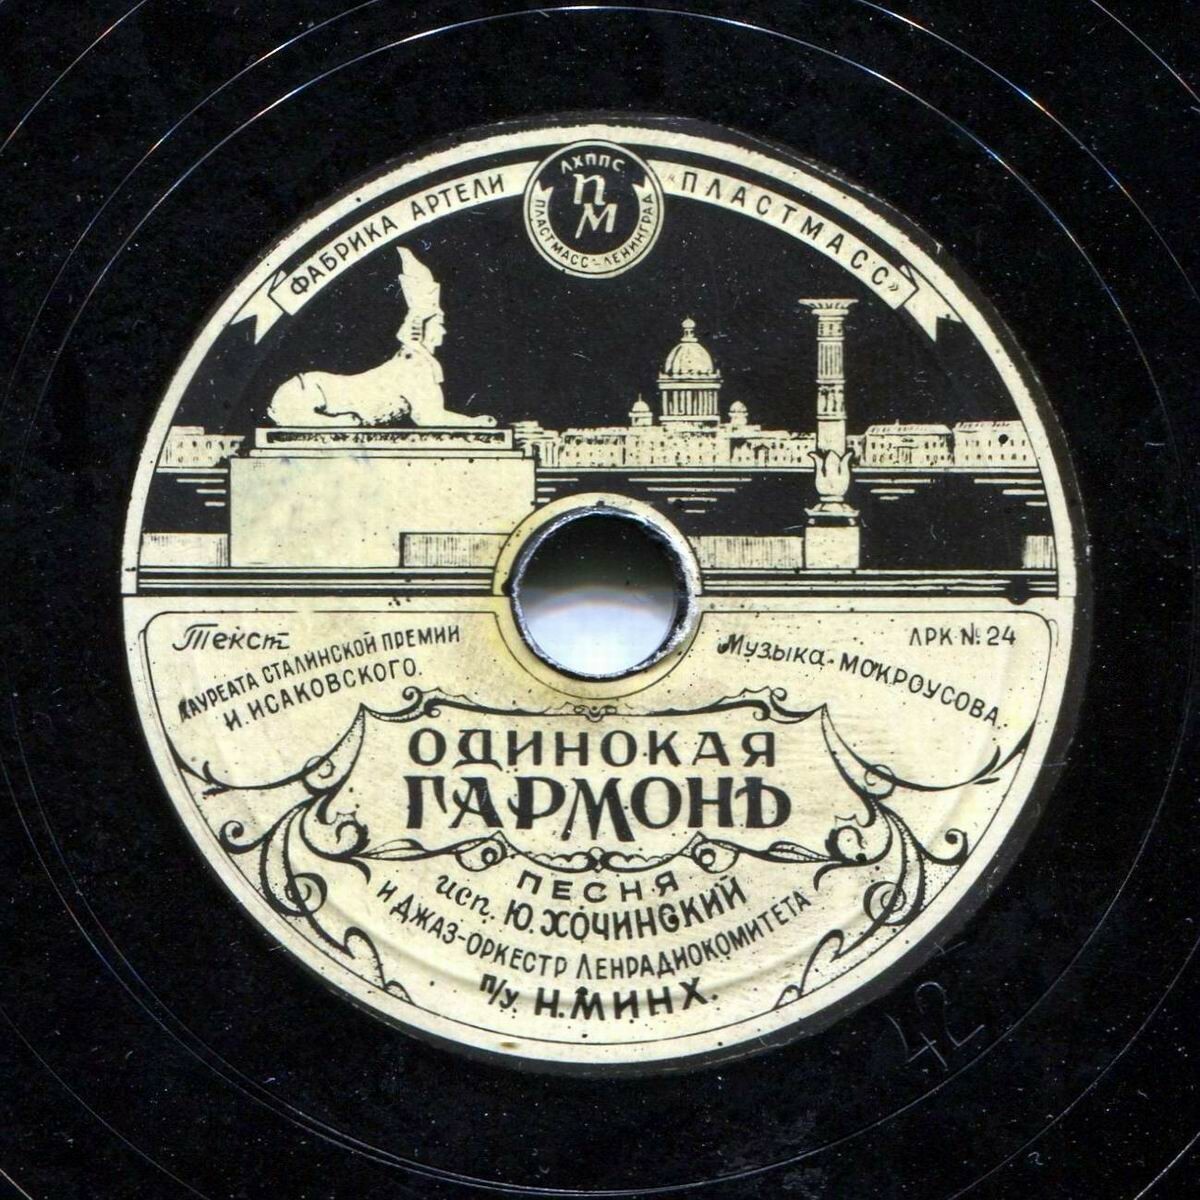 ФАБРИКА АРТЕЛИ «ПЛАСТМАСС»
ЛХППС
ПМ
ПЛАСТМАСС-ЛЕНИНГРАД
Текст
ЛАУРЕАТА СТАЛИНСКОЙ ПРЕМИИ
И. ИСАКОВСКОГО.
ЛРК № 24
Музыка-МОКРОУСОВА
ОДИНОКАЯ
ГАРМОНЬ
ПЕСНЯ
исп. Ю. ХОЧИНСКИЙ
И ДЖАЗ-ОРКЕСТР ЛЕНРАДИОКОМИТЕТА
п/у Н. МИНХ.
42